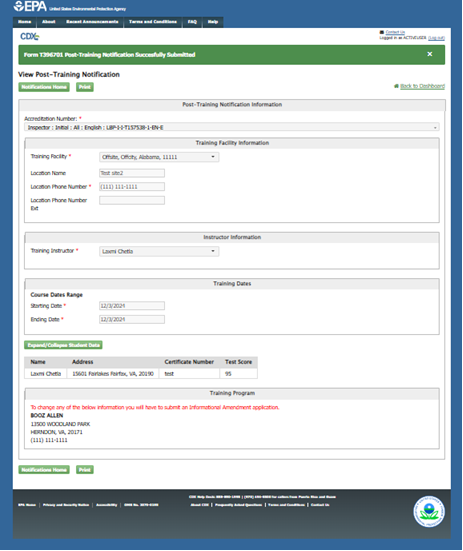 EPA United States Environmental Protection Agency
Home About Recent Announcements Terms and Conditions FAQ Help
CDX
Contact Us
Logged in as ACTIVEUSER (Log out)
Form 1396701 Post-Training Notification Successfully Submitted ×
View Post-Training Notification
Notifications Home Print Back to Dashboard
Post-Training Notification Information
Accreditation Number: *
Inspector : Initial : All : English : LBP-I-I-T157538-1-EN-E
Training Facility Information
Training Facility * Offsite, Offcity, Alabama, 11111
Location Name Test site2
Location Phone Number * (111) 111-1111
Location Phone Number
Ext
Instructor Information
Training Instructor * Laxmi Chetla
Training Dates
Course Dates Range
Starting Date * 12/3/2024
Ending Date * 12/3/2024
Expand/Collapse Student Data
Name Address Certificate Number Test Score
Laxmi Chetla 15601 Fairlakes Fairfax, VA, 20190 test 95
Training Program
To change any of the below information you will have to submit an Informational Amendment application.
BOOZ ALLEN
13500 WOODLAND PARK
HERNDON, VA, 20171
(111) 111-1111
Notifications Home Print
EPA Home Privacy and Security Notice Accessibility
About CDX Frequently Asked Questions Terms and Conditions Contact Us